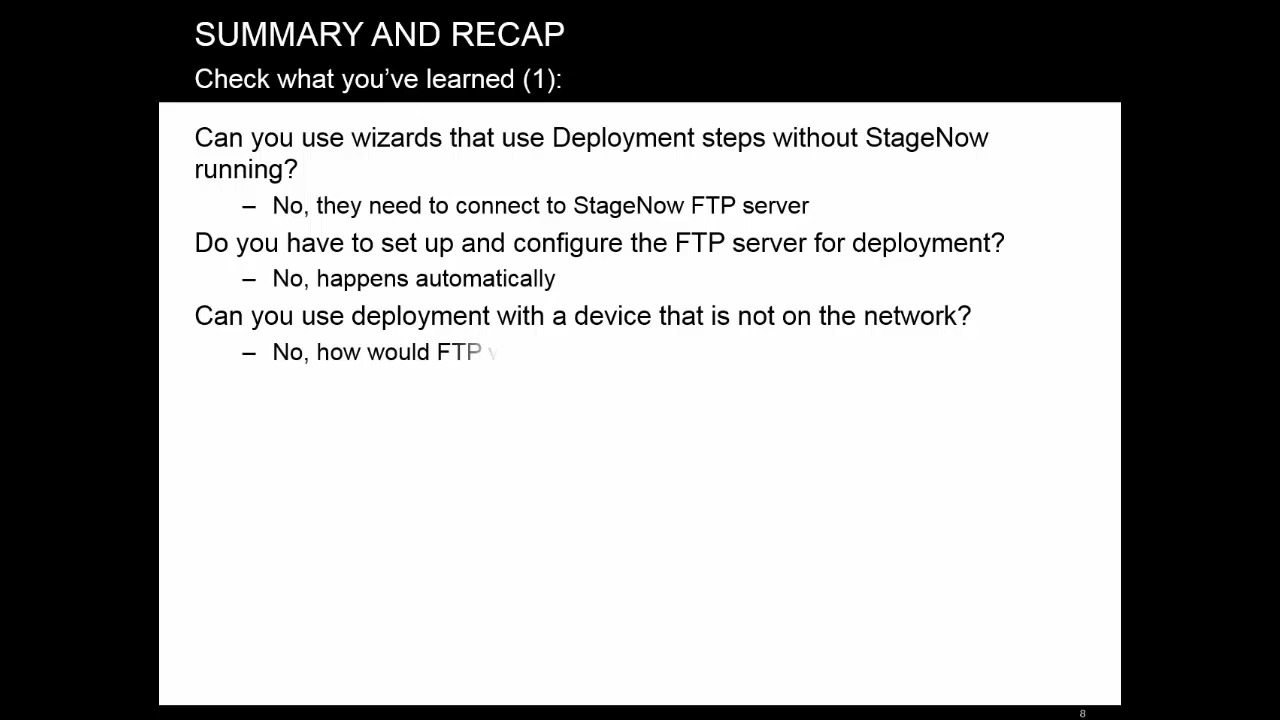 SUMMARY AND RECAP
Check what you’ve learned (1):
Can you use wizards that use Deployment steps without StageNow
running?
– No, they need to connect to StageNow FTP server
Do you have to set up and configure the FTP server for deployment?
– No, happens automatically
Can you use deployment with a device that is not on the network?
– No, how would FTP
8